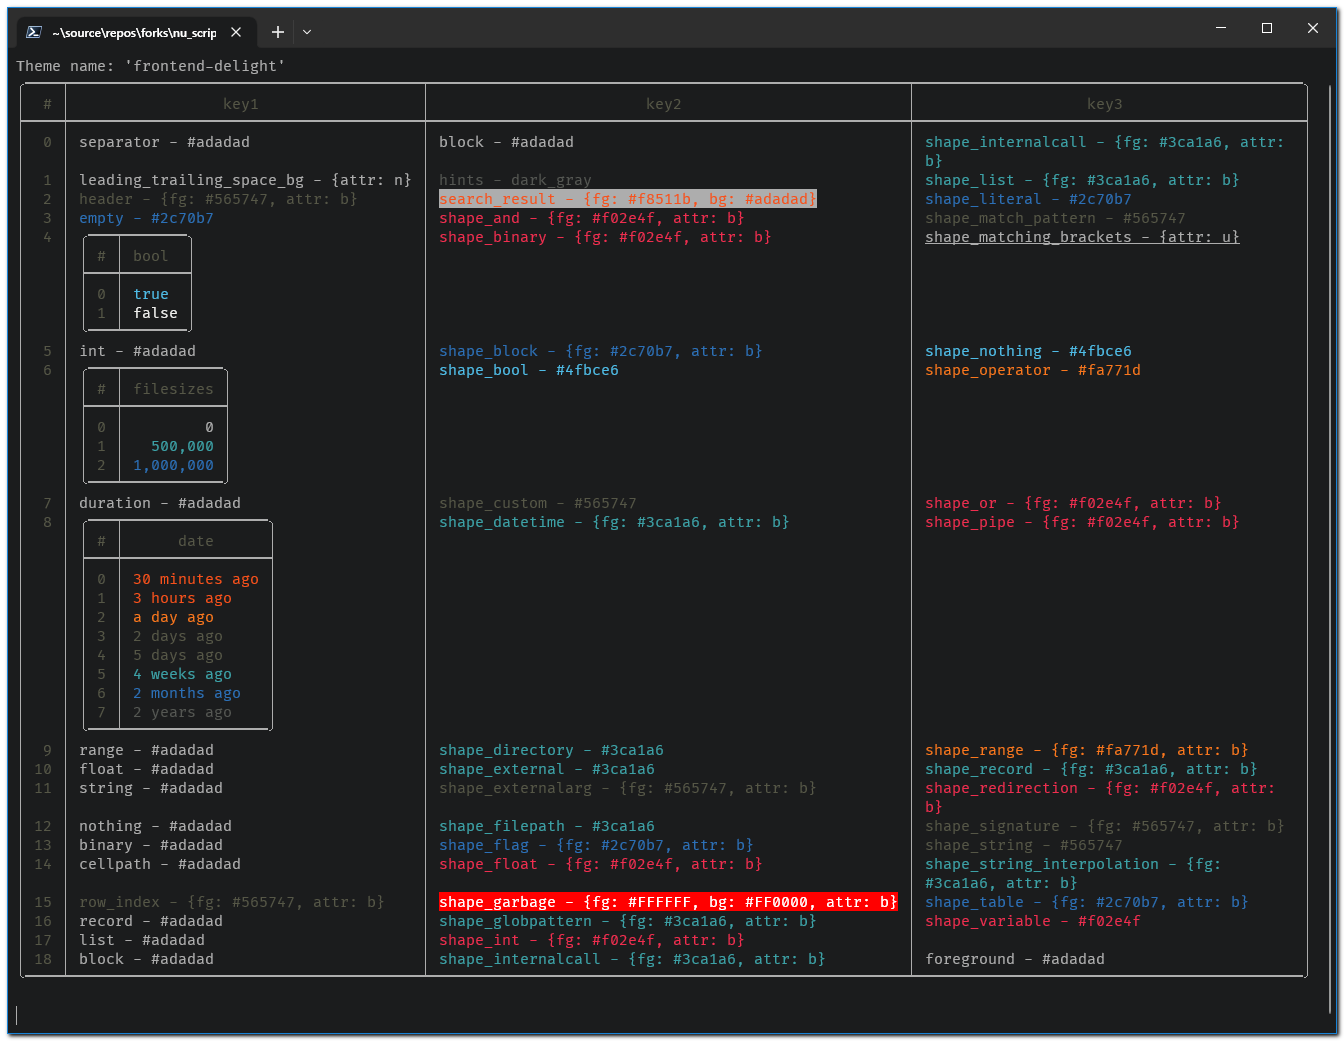 ~\source\repos\forks\nu_scrip
Theme name: 'frontend-delight'
# key1 key2 key3
0 separator - #adadad block - #adadad shape_internalcall - {fg: #3ca1a6, attr:
b}
1 leading_trailing_space_bg - {attr: n} hints - dark_gray shape_list - {fg: #3ca1a6, attr: b}
2 header - {fg: #565747, attr: b} search_result - {fg: #f8511b, bg: #adadad} shape_literal - #2c70b7
3 empty - #2c70b7 shape_and - {fg: #f02e4f, attr: b} shape_match_pattern - #565747
4 shape_binary - {fg: #f02e4f, attr: b} shape_matching_brackets - {attr: u}
# bool
0 true
1 false
5 int - #adadad shape_block - {fg: #2c70b7, attr: b} shape_nothing - #4fbce6
6 shape_bool - #4fbce6 shape_operator - #fa771d
# filesizes
0 0
1 500,000
2 1,000,000
7 duration - #adadad shape_custom - #565747 shape_or - {fg: #f02e4f, attr: b}
8 shape_datetime - {fg: #3ca1a6, attr: b} shape_pipe - {fg: #f02e4f, attr: b}
# date
0 30 minutes ago
1 3 hours ago
2 a day ago
3 2 days ago
4 5 days ago
5 4 weeks ago
6 2 months ago
7 2 years ago
9 range - #adadad shape_directory - #3ca1a6 shape_range - {fg: #fa771d, attr: b}
10 float - #adadad shape_external - #3ca1a6 shape_record - {fg: #3ca1a6, attr: b}
11 string - #adadad shape_externalarg - {fg: #565747, attr: b} shape_redirection - {fg: #f02e4f, attr:
b}
12 nothing - #adadad shape_filepath - #3ca1a6 shape_signature - {fg: #565747, attr: b}
13 binary - #adadad shape_flag - {fg: #2c70b7, attr: b} shape_string - #565747
14 cellpath - #adadad shape_float - {fg: #f02e4f, attr: b} shape_string_interpolation - {fg:
#3ca1a6, attr: b}
15 row_index - {fg: #565747, attr: b} shape_garbage - {fg: #FFFFFF, bg: #FF0000, attr: b} shape_table - {fg: #2c70b7, attr: b}
16 record - #adadad shape_globpattern - {fg: #3ca1a6, attr: b} shape_variable - #f02e4f
17 list - #adadad shape_int - {fg: #f02e4f, attr: b}
18 block - #adadad shape_internalcall - {fg: #3ca1a6, attr: b} foreground - #adadad